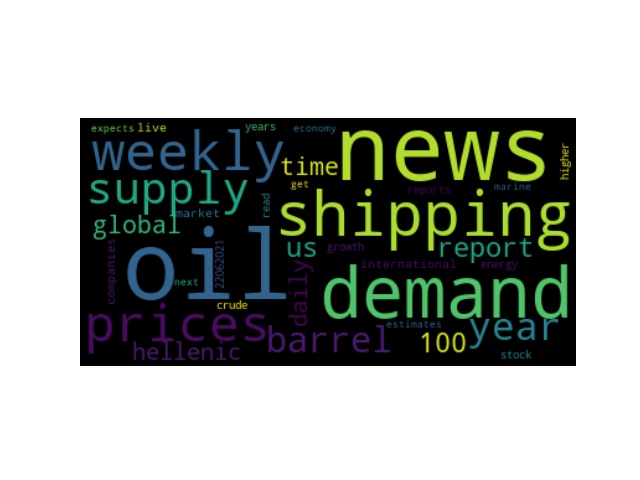 expects live years economy
weekly news
time higher
supply get reports marine
global market read shipping
us growth report
companies oil 22062021 international energy
next daily demand
crude
prices barrel estimates year
hellenic 100 stock